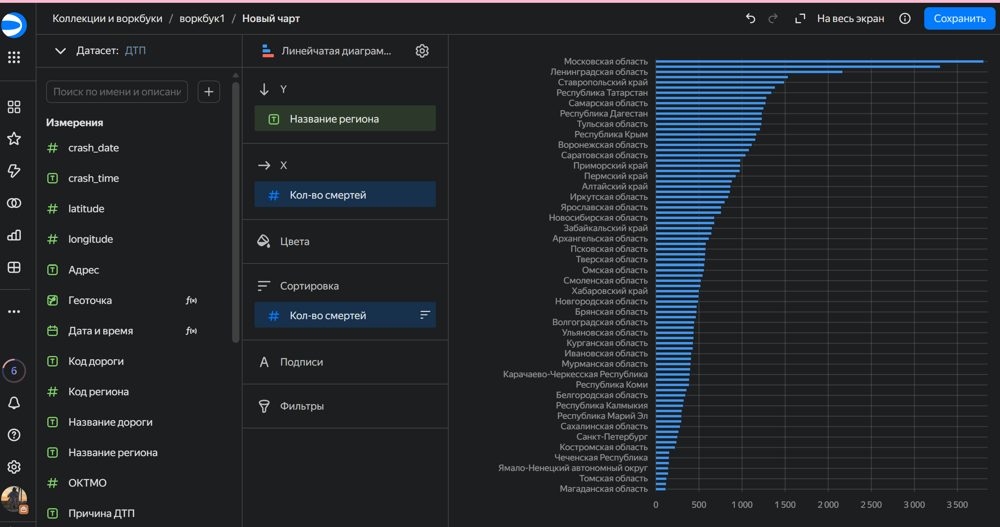 Коллекции и воркбуки / воркбук1 / Новый чарт
На весь экран
Сохранить
Датасет: ДТП
Поиск по имени и описани
Измерения
crash_date
crash_time
latitude
longitude
Адрес
Геоточка f(x)
Дата и время f(x)
Код дороги
Код региона
Название дороги
Название региона
ОКТМО
Причина ДТП
6
Линейчатая диаграм...
Y
Название региона
X
Кол-во смертей
Цвета
Сортировка
Кол-во смертей
Подписи
Фильтры
Московская область
Ленинградская область
Ставропольский край
Республика Татарстан
Самарская область
Республика Дагестан
Тульская область
Республика Крым
Воронежская область
Саратовская область
Приморский край
Пермский край
Алтайский край
Иркутская область
Ярославская область
Новосибирская область
Забайкальский край
Архангельская область
Псковская область
Тверская область
Омская область
Смоленская область
Хабаровский край
Новгородская область
Брянская область
Волгоградская область
Ульяновская область
Курганская область
Ивановская область
Мурманская область
Карачаево-Черкесская Республика
Республика Коми
Белгородская область
Республика Калмыкия
Республика Марий Эл
Сахалинская область
Санкт-Петербург
Костромская область
Чеченская Республика
Ямало-Ненецкий автономный округ
Томская область
Магаданская область
0 500 1 000 1 500 2 000 2 500 3 000 3 500